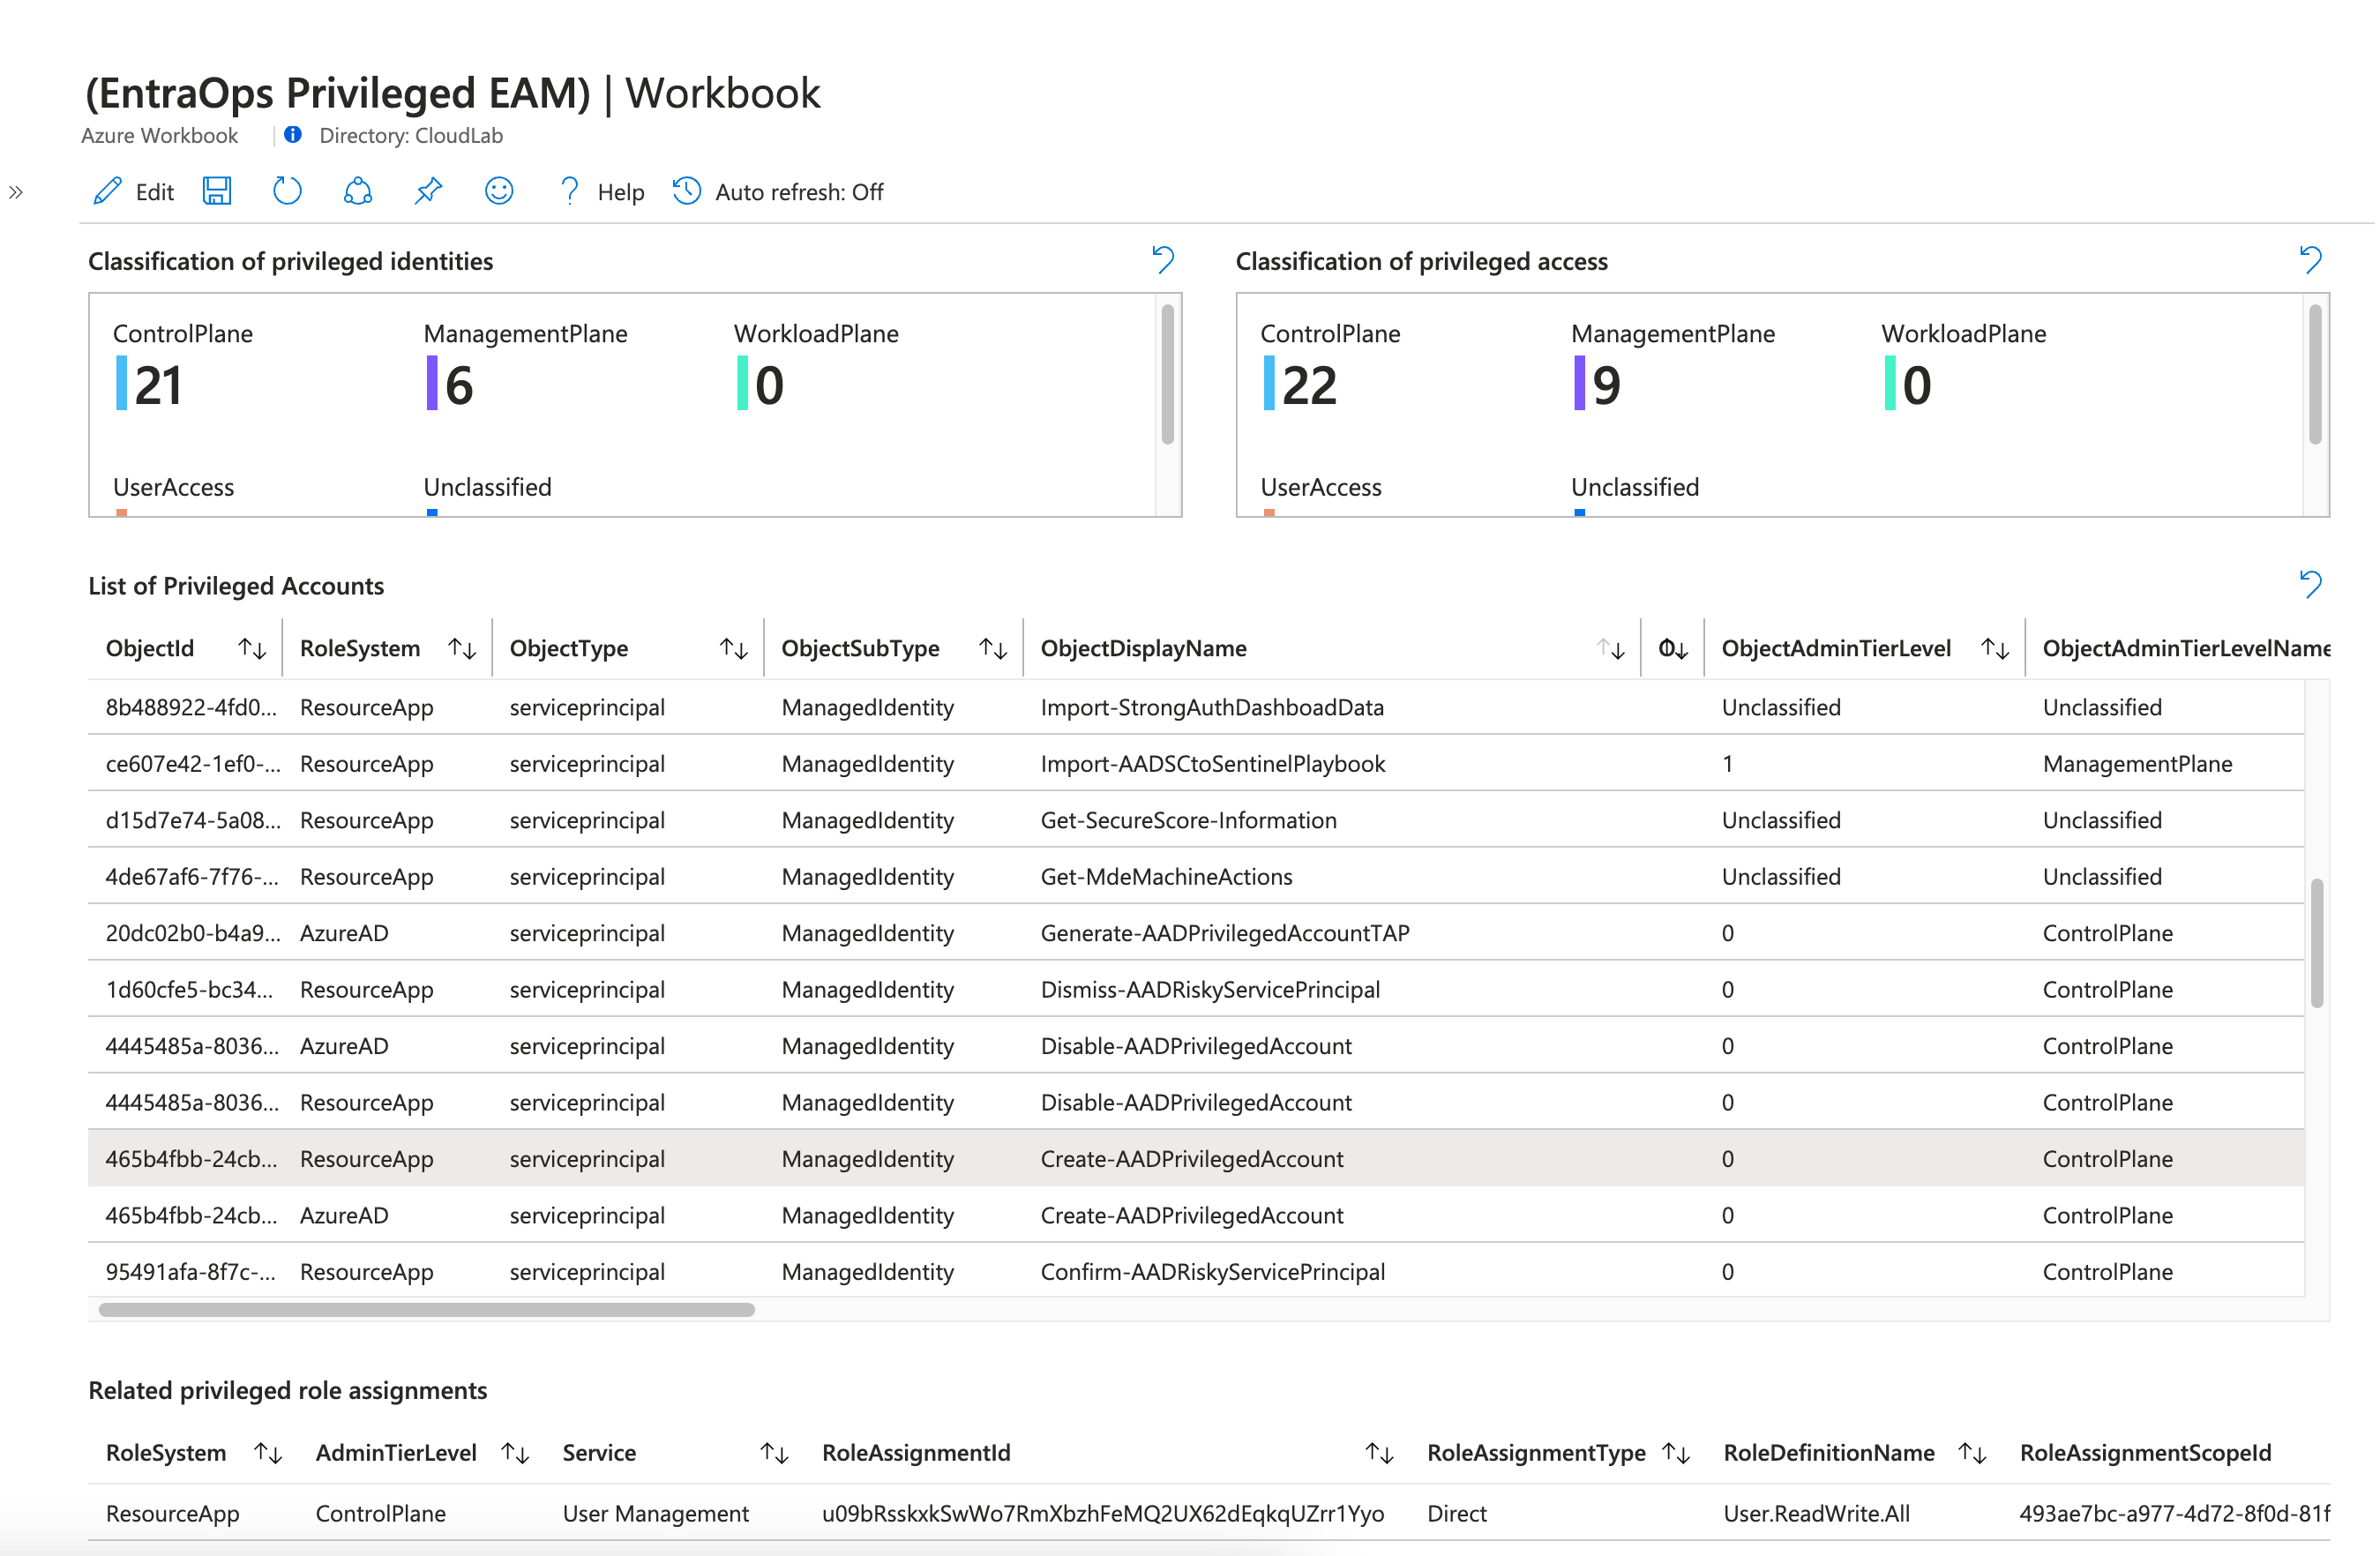 (EntraOps Privileged EAM) | Workbook
Azure Workbook | Directory: CloudLab
» Edit ? Help Auto refresh: Off
Classification of privileged identities
ControlPlane ManagementPlane WorkloadPlane
21 6 0
UserAccess Unclassified
Classification of privileged access
ControlPlane ManagementPlane WorkloadPlane
22 9 0
UserAccess Unclassified
List of Privileged Accounts
ObjectId RoleSystem ObjectType ObjectSubType ObjectDisplayName ObjectAdminTierLevel ObjectAdminTierLevelName
8b488922-4fd0... ResourceApp serviceprincipal ManagedIdentity Import-StrongAuthDashboadData Unclassified Unclassified
ce607e42-1ef0-... ResourceApp serviceprincipal ManagedIdentity Import-AADSCtoSentinelPlaybook 1 ManagementPlane
d15d7e74-5a08... ResourceApp serviceprincipal ManagedIdentity Get-SecureScore-Information Unclassified Unclassified
4de67af6-7f76-... ResourceApp serviceprincipal ManagedIdentity Get-MdeMachineActions Unclassified Unclassified
20dc02b0-b4a9... AzureAD serviceprincipal ManagedIdentity Generate-AADPrivilegedAccountTAP 0 ControlPlane
1d60cfe5-bc34... ResourceApp serviceprincipal ManagedIdentity Dismiss-AADRiskyServicePrincipal 0 ControlPlane
4445485a-8036... AzureAD serviceprincipal ManagedIdentity Disable-AADPrivilegedAccount 0 ControlPlane
4445485a-8036... ResourceApp serviceprincipal ManagedIdentity Disable-AADPrivilegedAccount 0 ControlPlane
465b4fbb-24cb... ResourceApp serviceprincipal ManagedIdentity Create-AADPrivilegedAccount 0 ControlPlane
465b4fbb-24cb... AzureAD serviceprincipal ManagedIdentity Create-AADPrivilegedAccount 0 ControlPlane
95491afa-8f7c-... ResourceApp serviceprincipal ManagedIdentity Confirm-AADRiskyServicePrincipal 0 ControlPlane
Related privileged role assignments
RoleSystem AdminTierLevel Service RoleAssignmentId RoleAssignmentType RoleDefinitionName RoleAssignmentScopeId
ResourceApp ControlPlane User Management u09bRsskxkSwWo7RmXbzhFeMQ2UX62dEqkqUZrr1Yyo Direct User.ReadWrite.All 493ae7bc-a977-4d72-8f0d-81f